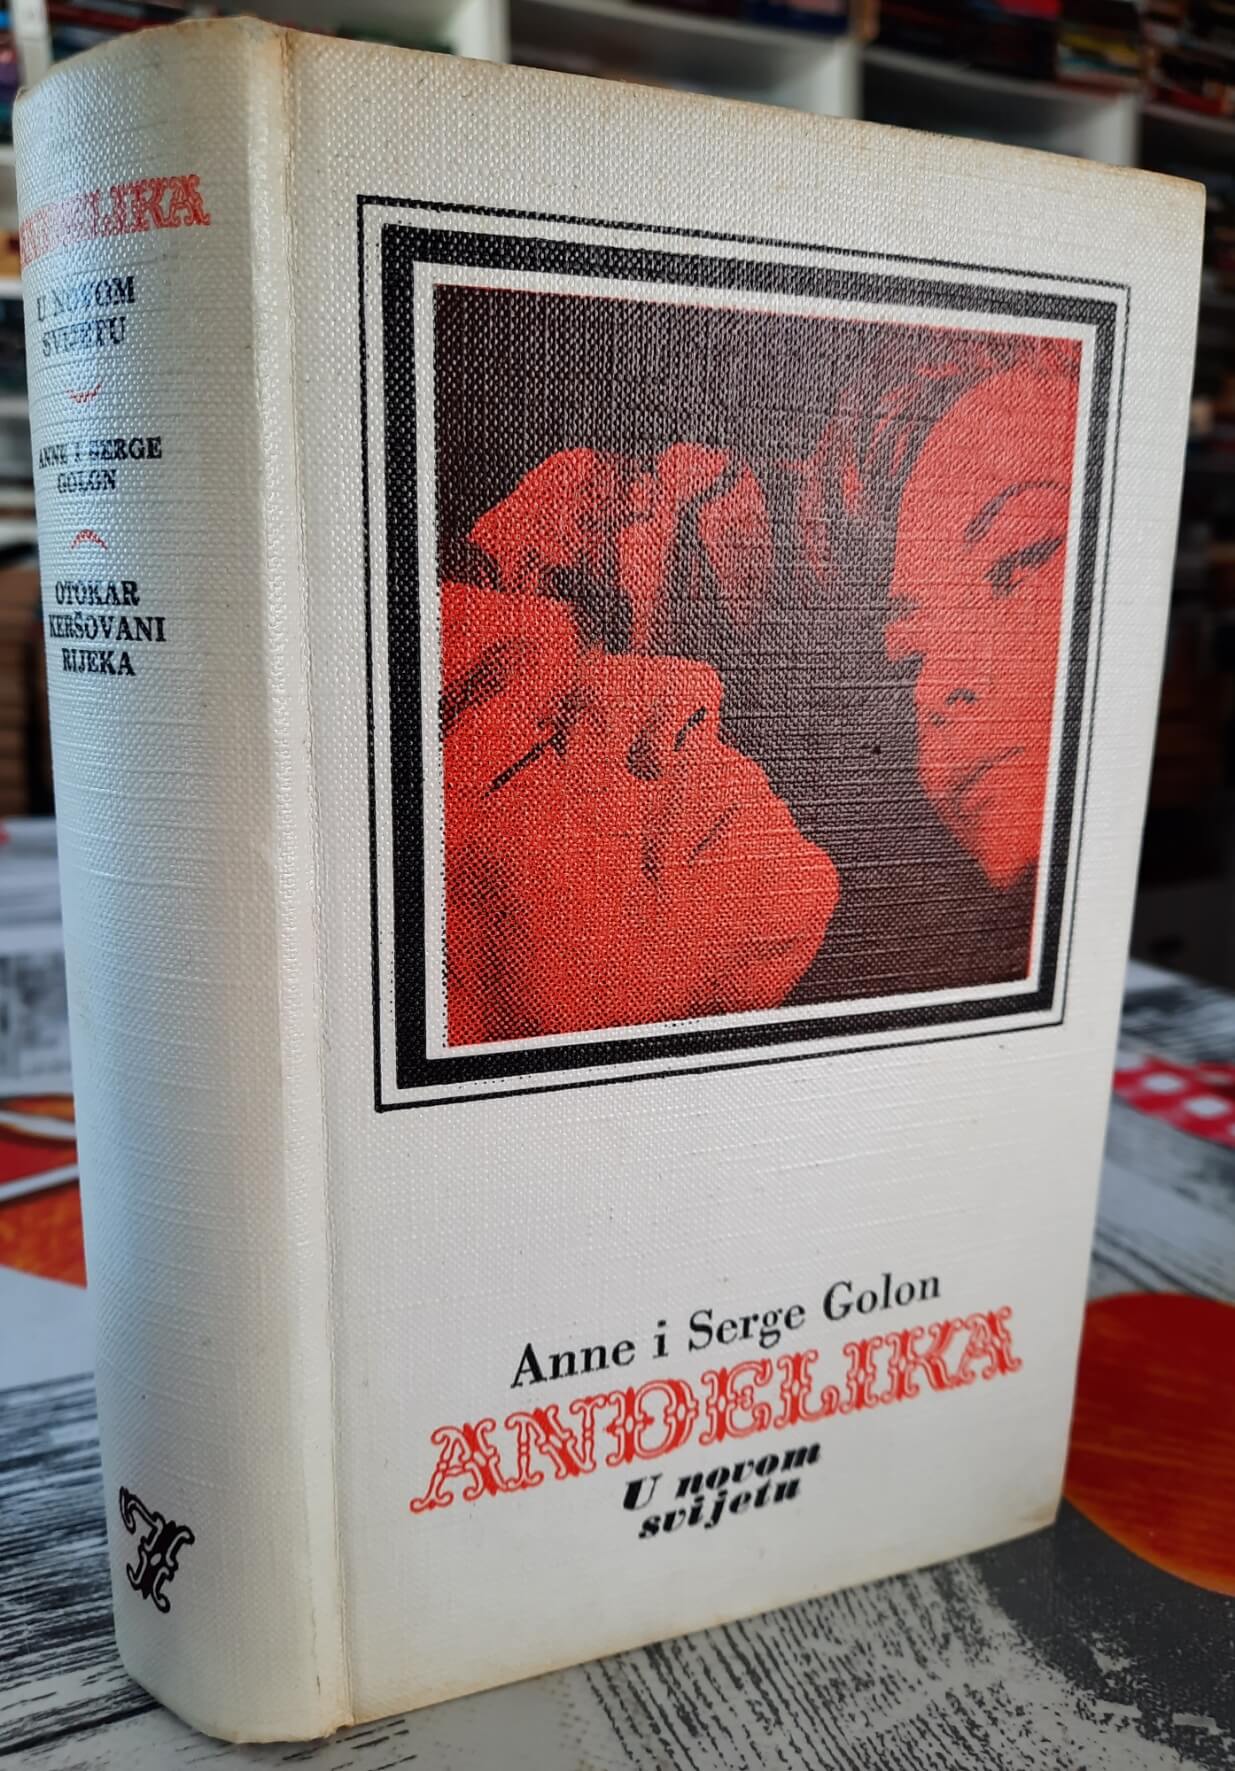 ANĐELIKA
U NOVOM
SVIJETU
ANNE I SERGE
GOLON
OTOKAR
KERŠOVANI
RIJEKA
Anne i Serge Golon
ANĐELIKA
U novom
svijetu